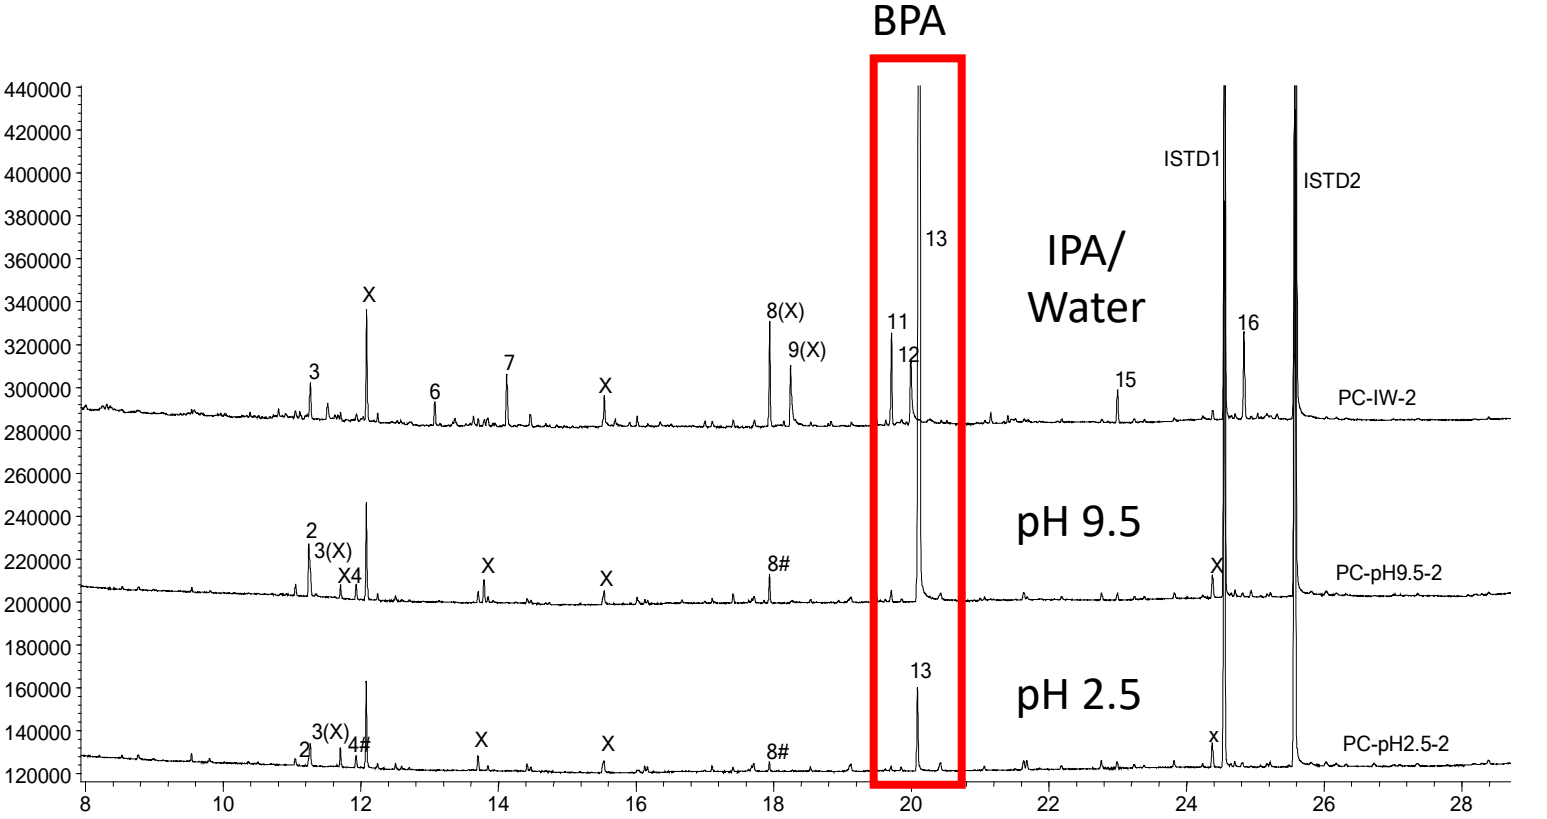 BPA
440000
420000
400000
380000
360000
340000
320000
300000
280000
260000
240000
220000
200000
180000
160000
140000
120000
ISTD1
ISTD2
13
IPA/
Water
X
8(X)
9(X)
11
12
16
3
6
7
X
15
PC-IW-2
pH 9.5
2
3(X)
X4
X
X
8#
X
PC-pH9.5-2
13
pH 2.5
3(X)
2
4#
X
X
8#
x
PC-pH2.5-2
8 10 12 14 16 18 20 22 24 26 28